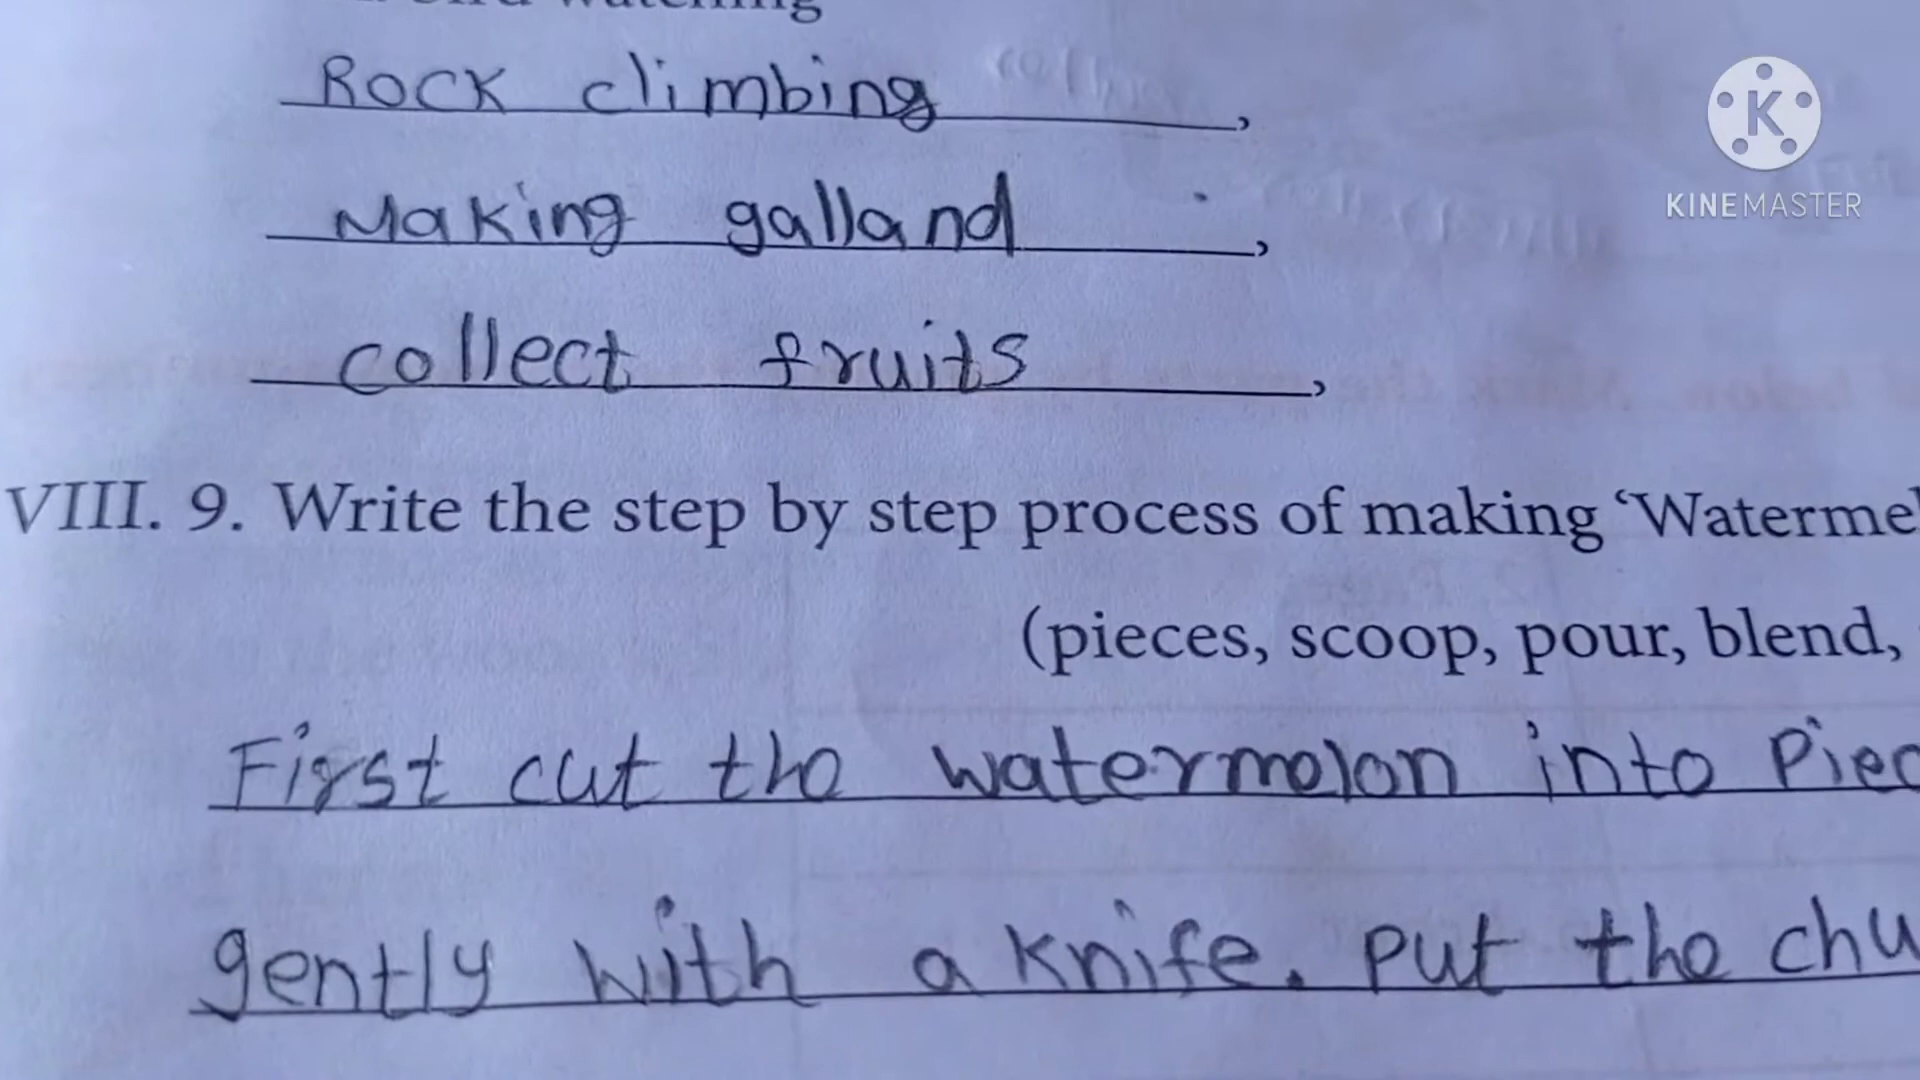 watching
Rock climbing ,
Making galland ,
collect fruits ,
VIII. 9. Write the step by step process of making ‘Waterme
(pieces, scoop, pour, blend,
First cut the watermelon into Piec
gently with a knife. put the chu
KINEMASTER